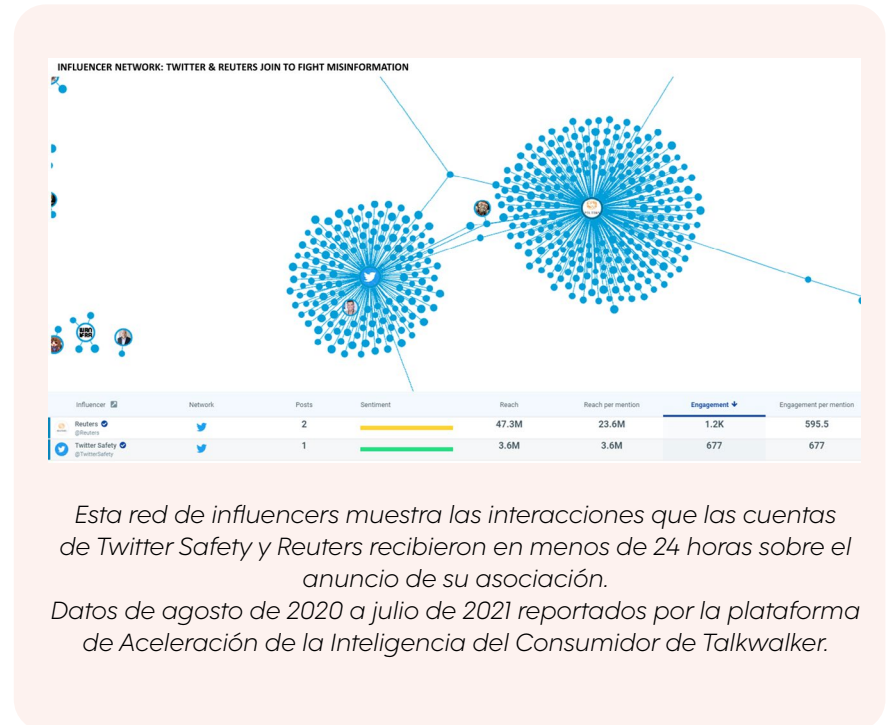 INFLUENCER NETWORK: TWITTER & REUTERS JOIN TO FIGHT MISINFORMATION
Influencer Network Posts Sentiment Reach Reach per mention Engagement Engagement per mention
Reuters 2 47.3M 23.6M 1.2K 595.5
@Reuters
Twitter Safety 1 3.6M 3.6M 677 677
@TwitterSafety
Esta red de influencers muestra las interacciones que las cuentas
de Twitter Safety y Reuters recibieron en menos de 24 horas sobre el
anuncio de su asociación.
Datos de agosto de 2020 a julio de 2021 reportados por la plataforma
de Aceleración de la Inteligencia del Consumidor de Talkwalker.